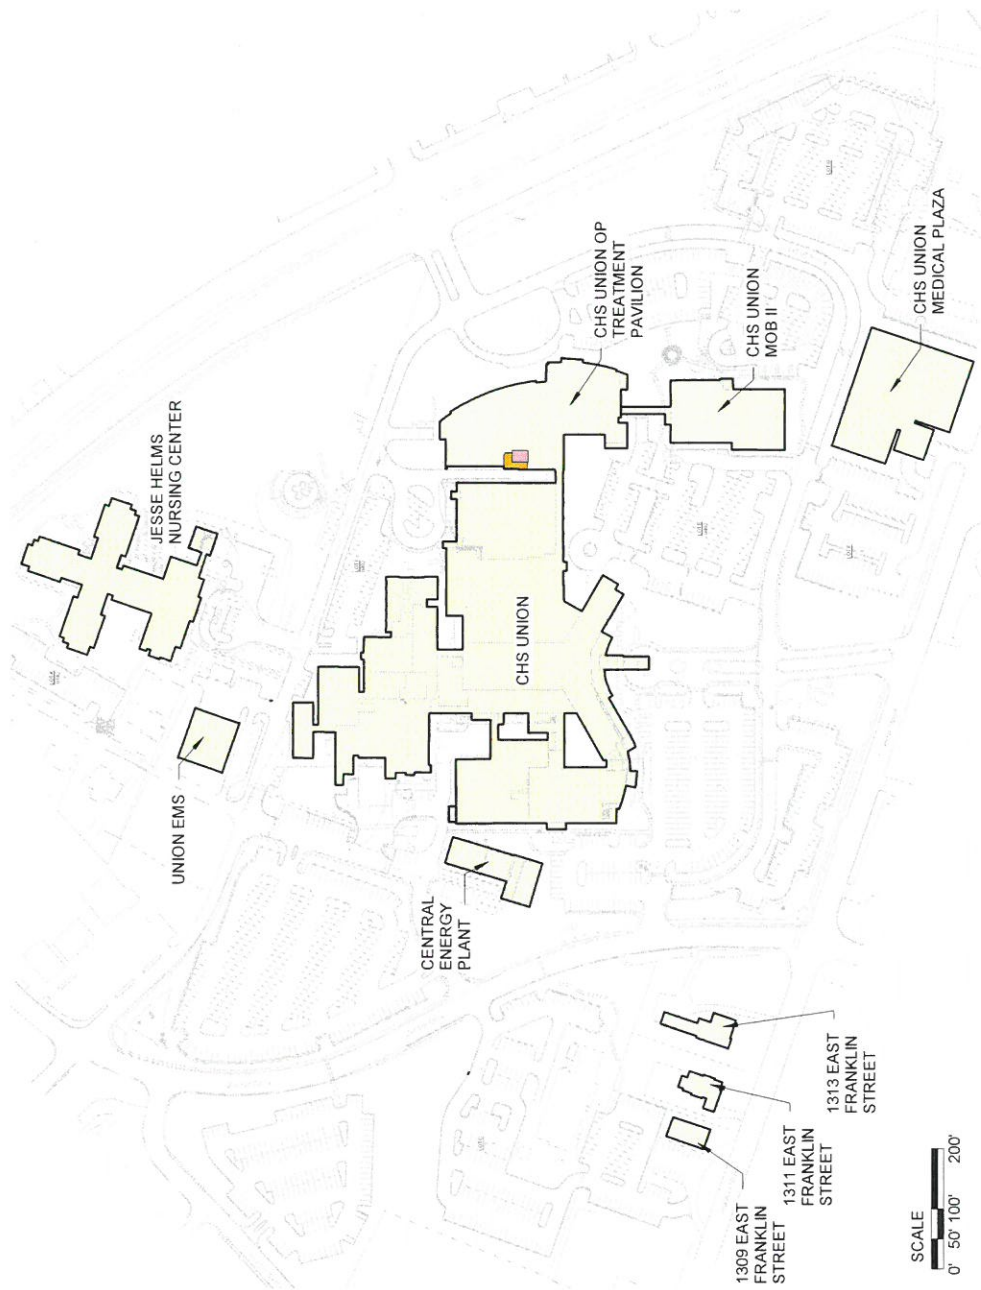 JESSE HELMS
NURSING CENTER
UNION EMS
CENTRAL
ENERGY
PLANT
CHS UNION
CHS UNION OP
TREATMENT
PAVILION
CHS UNION
MOB II
CHS UNION
MEDICAL PLAZA
1309 EAST
FRANKLIN
STREET
1311 EAST
FRANKLIN
STREET
1313 EAST
FRANKLIN
STREET
SCALE
0' 50' 100' 200'